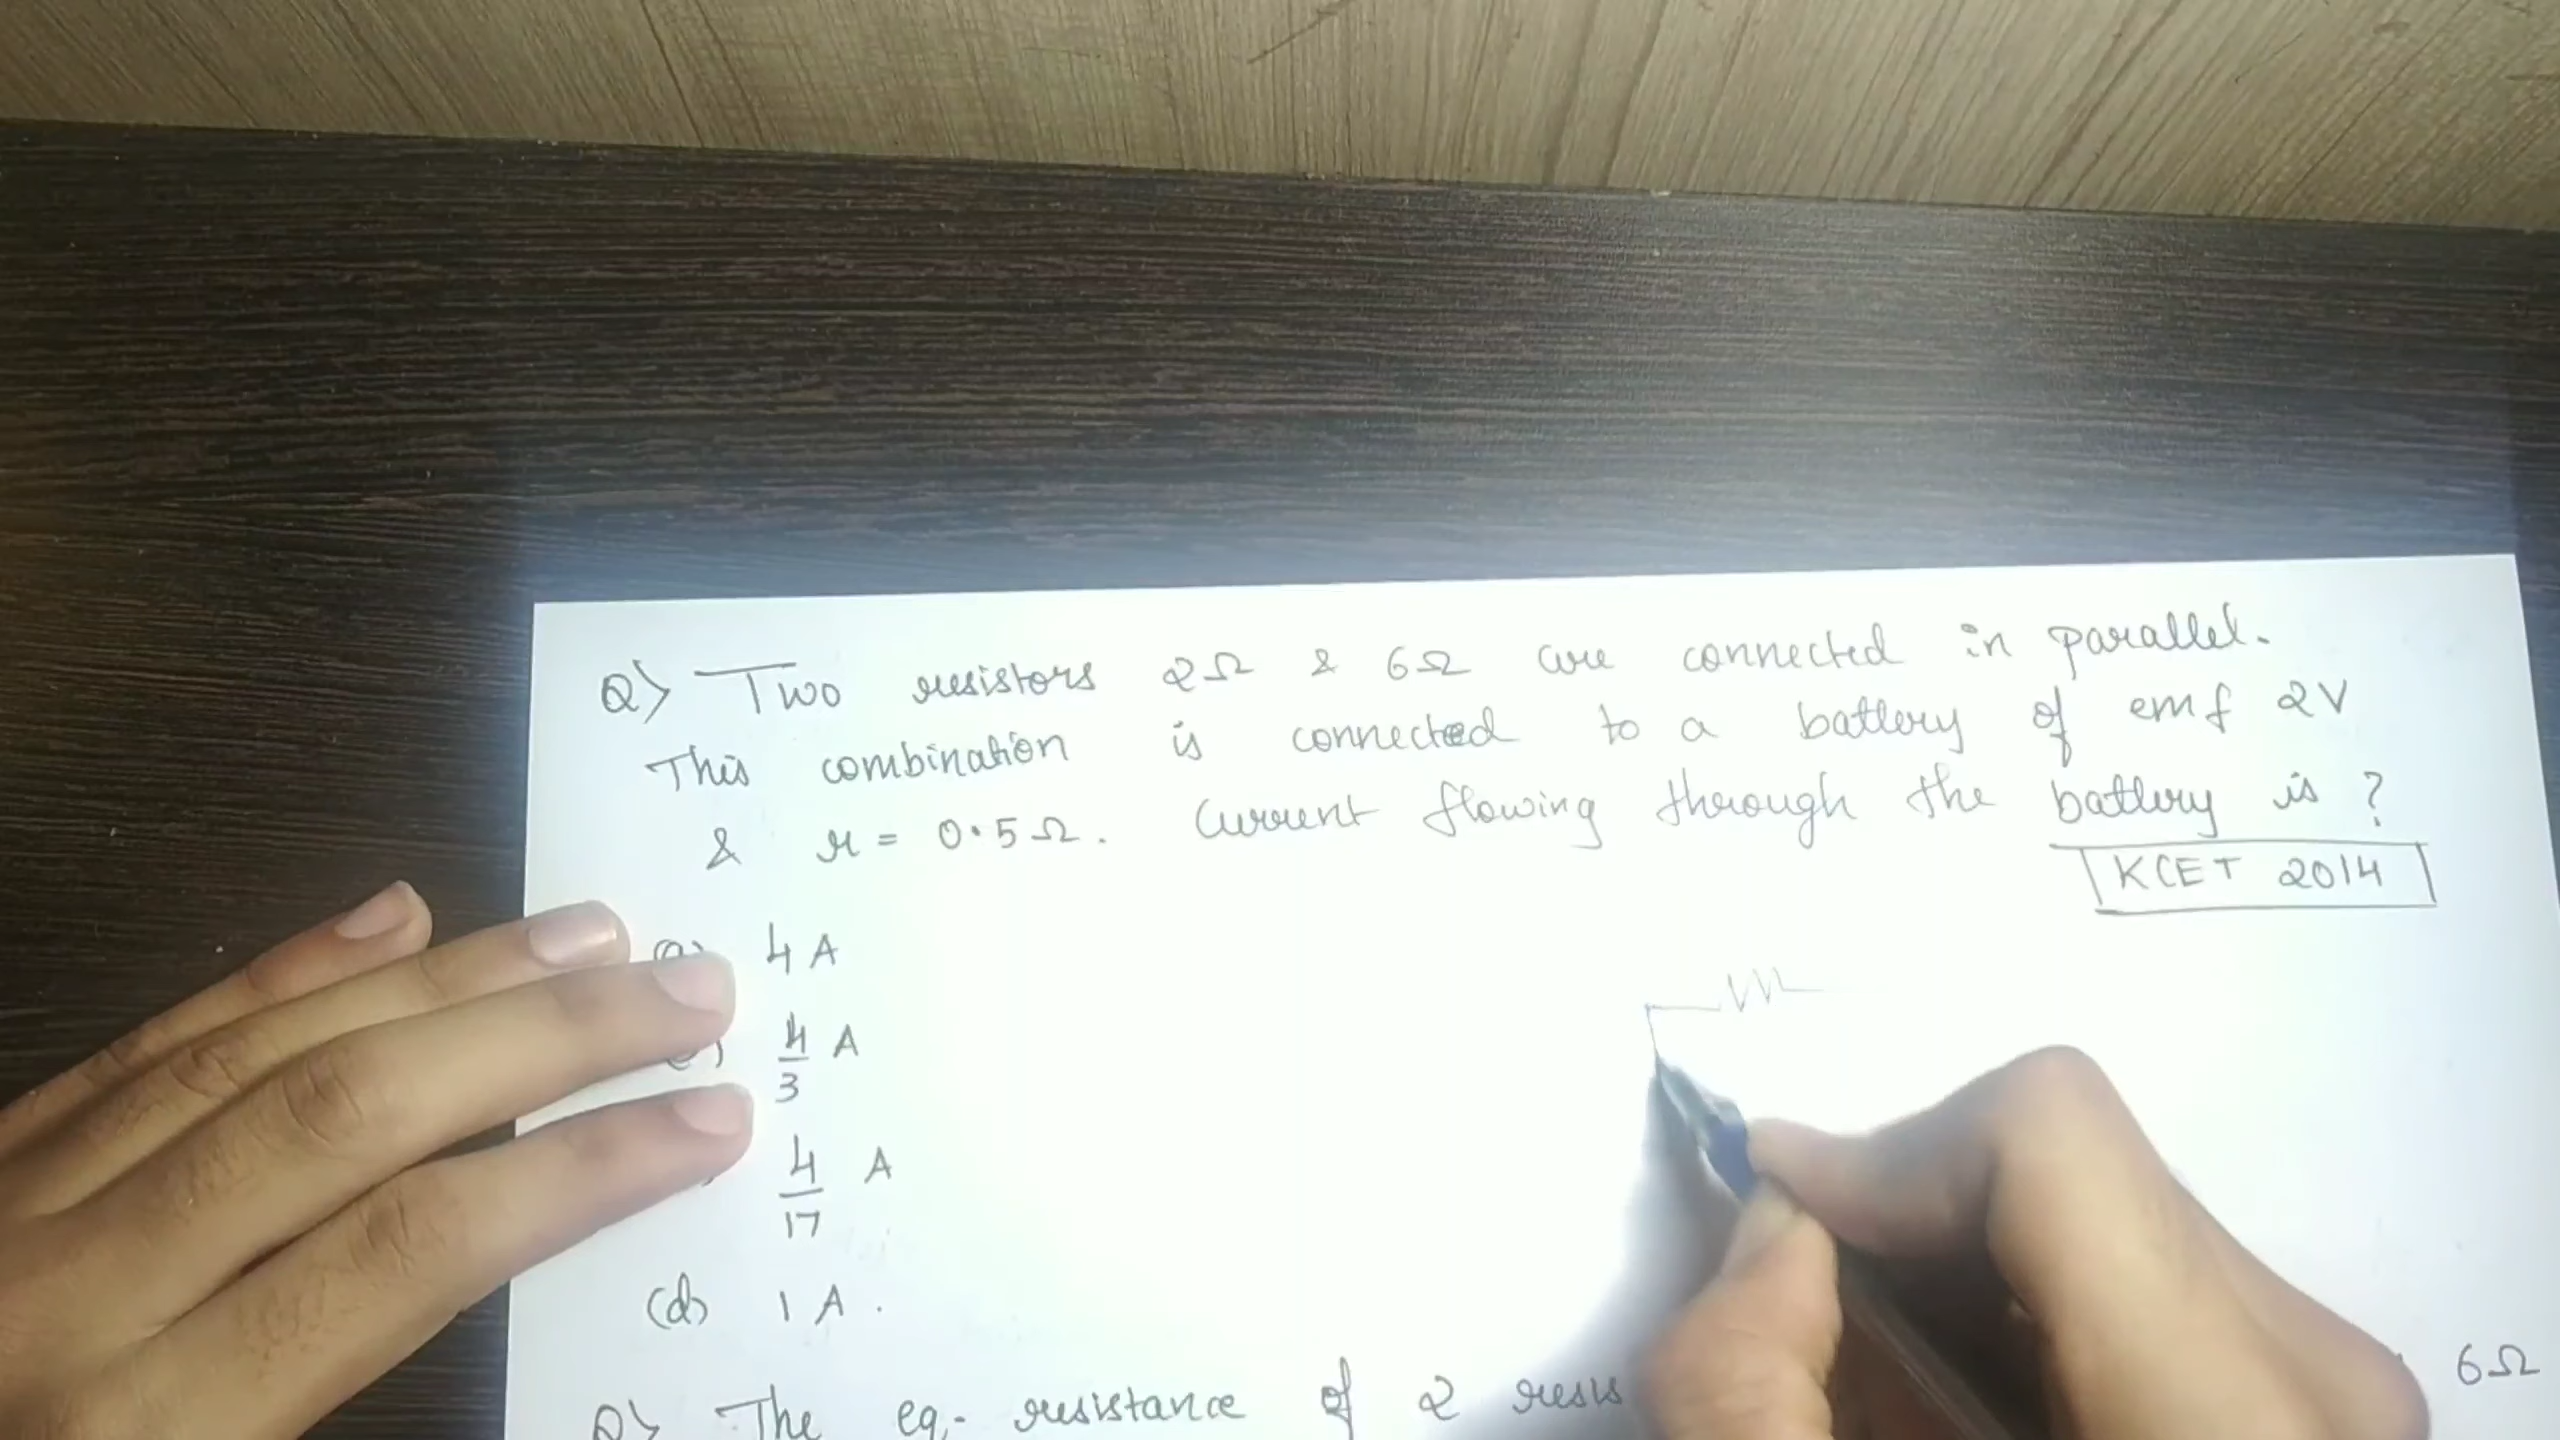 Q> Two resistors 2Ω & 6Ω are connected in parallel.
This combination is connected to a battery of emf 2V
& r = 0.5Ω. Current flowing through the battery is ?
KCET 2014
(a) 4 A
4/3 A
4/17 A
(d) 1 A.
Q> The eq. resistance of 2
6Ω